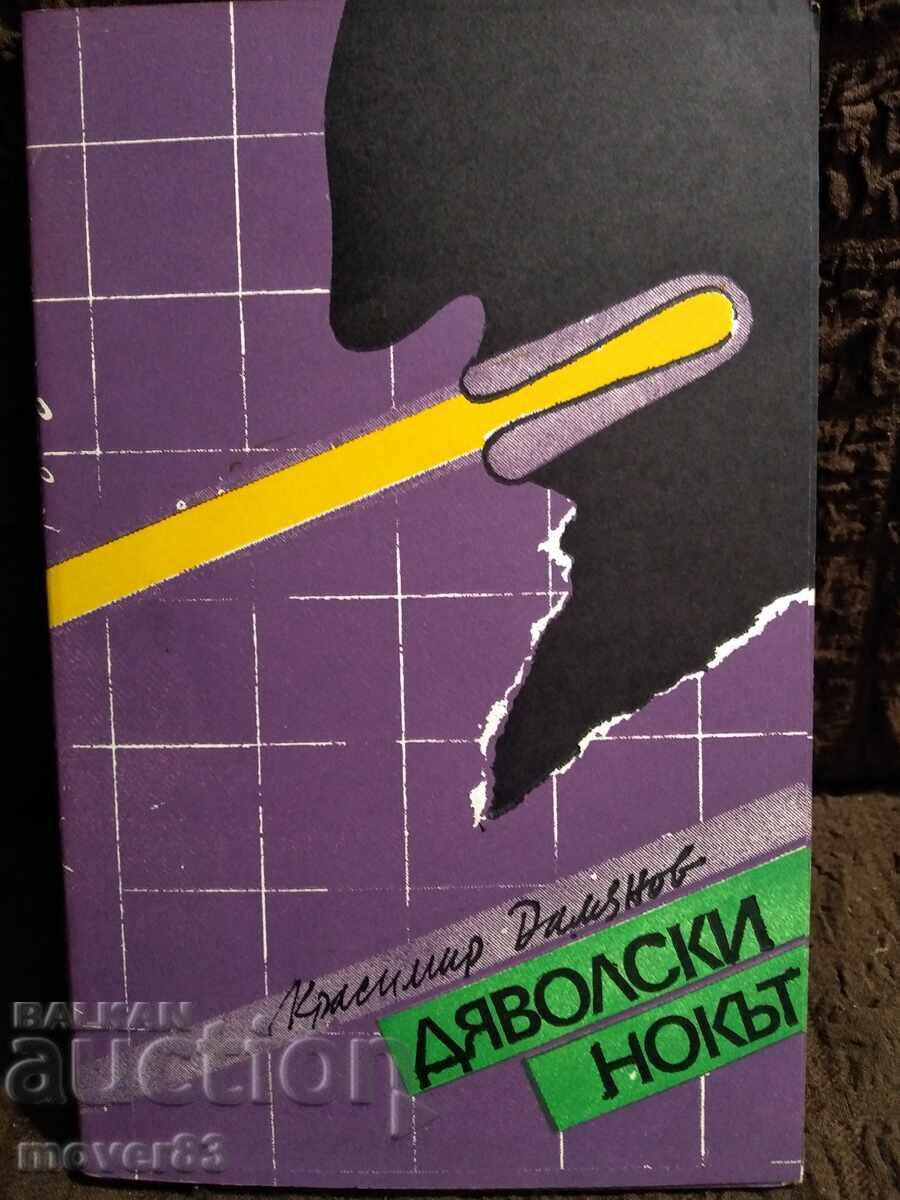 Красимир Дамянов
ДЯВОЛСКИ
НОКЪТ
BALKAN
auction
mover83